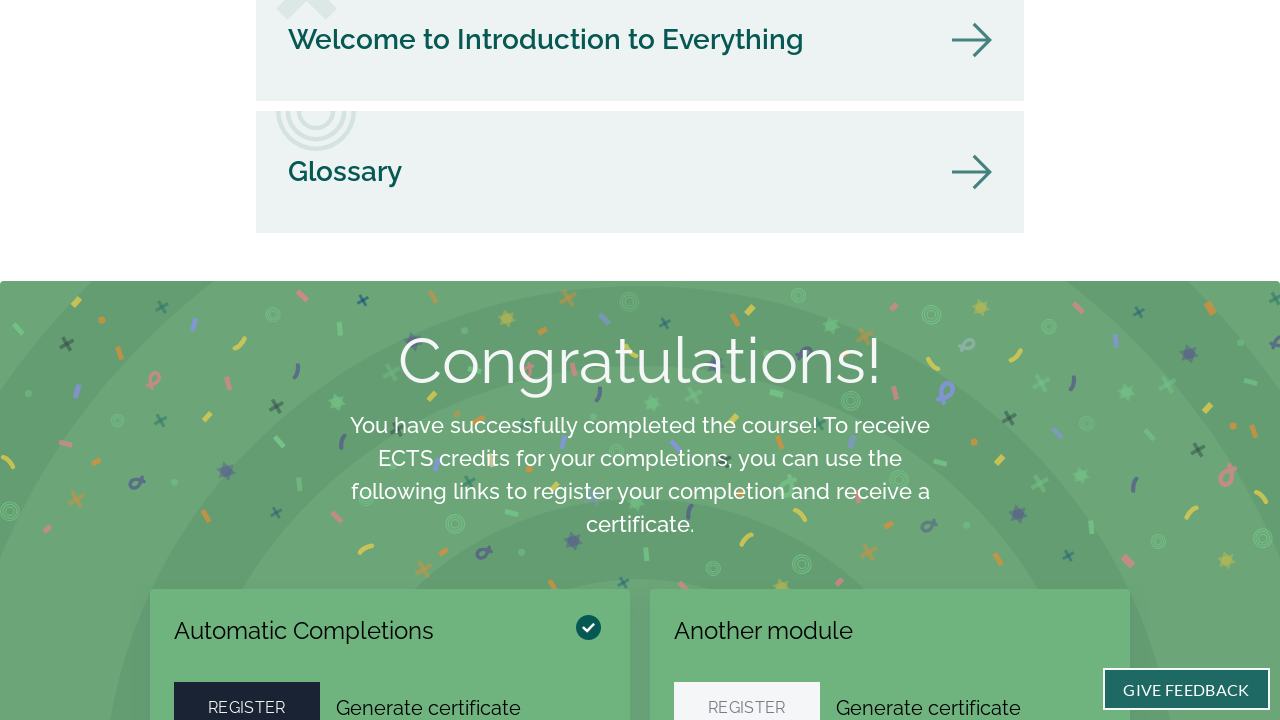 Welcome to Introduction to Everything
Glossary
Congratulations!
You have successfully completed the course! To receive
ECTS credits for your completions, you can use the
following links to register your completion and receive a
certificate.
Automatic Completions
Another module
REGISTER
Generate certificate
REGISTER
Generate certificate
GIVE FEEDBACK